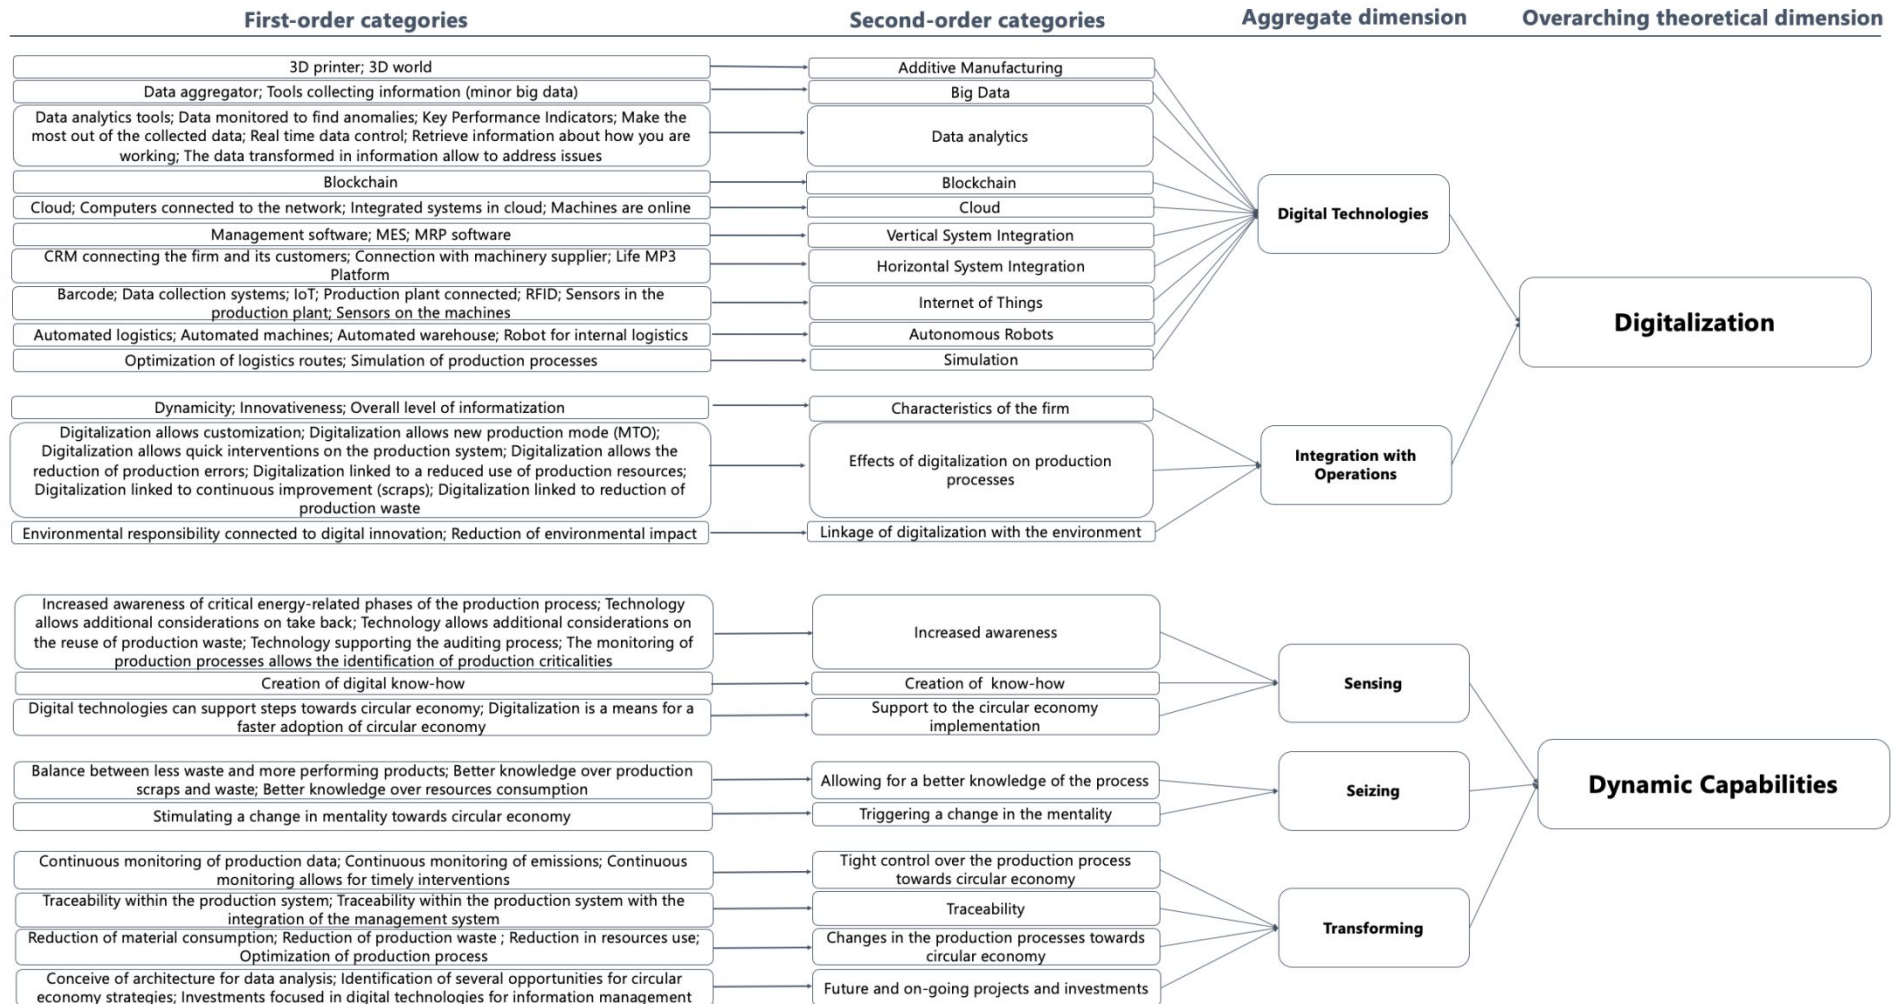 First-order categories
Second-order categories
Aggregate dimension
Overarching theoretical dimension
3D printer; 3D world
Additive Manufacturing
Data aggregator; Tools collecting information (minor big data)
Big Data
Data analytics tools; Data monitored to find anomalies; Key Performance Indicators; Make the
most out of the collected data; Real time data control; Retrieve information about how you are
working; The data transformed in information allow to address issues
Data analytics
Blockchain
Blockchain
Cloud; Computers connected to the network; Integrated systems in cloud; Machines are online
Cloud
Management software; MES; MRP software
Vertical System Integration
CRM connecting the firm and its customers; Connection with machinery supplier; Life MP3
Platform
Horizontal System Integration
Barcode; Data collection systems; IoT; Production plant connected; RFID; Sensors in the
production plant; Sensors on the machines
Internet of Things
Automated logistics; Automated machines; Automated warehouse; Robot for internal logistics
Autonomous Robots
Optimization of logistics routes; Simulation of production processes
Simulation
Digital Technologies
Dynamicity; Innovativeness; Overall level of informatization
Characteristics of the firm
Digitalization allows customization; Digitalization allows new production mode (MTO);
Digitalization allows quick interventions on the production system; Digitalization allows the
reduction of production errors; Digitalization linked to a reduced use of production resources;
Digitalization linked to continuous improvement (scraps); Digitalization linked to reduction of
production waste
Effects of digitalization on production
processes
Environmental responsibility connected to digital innovation; Reduction of environmental impact
Linkage of digitalization with the environment
Integration with
Operations
Digitalization
Increased awareness of critical energy-related phases of the production process; Technology
allows additional considerations on take back; Technology allows additional considerations on
the reuse of production waste; Technology supporting the auditing process; The monitoring of
production processes allows the identification of production criticalities
Increased awareness
Creation of digital know-how
Creation of know-how
Digital technologies can support steps towards circular economy; Digitalization is a means for a
faster adoption of circular economy
Support to the circular economy
implementation
Sensing
Balance between less waste and more performing products; Better knowledge over production
scraps and waste; Better knowledge over resources consumption
Allowing for a better knowledge of the process
Stimulating a change in mentality towards circular economy
Triggering a change in the mentality
Seizing
Continuous monitoring of production data; Continuous monitoring of emissions; Continuous
monitoring allows for timely interventions
Tight control over the production process
towards circular economy
Traceability within the production system; Traceability within the production system with the
integration of the management system
Traceability
Reduction of material consumption; Reduction of production waste ; Reduction in resources use;
Optimization of production process
Changes in the production processes towards
circular economy
Conceive of architecture for data analysis; Identification of several opportunities for circular
economy strategies; Investments focused in digital technologies for information management
Future and on-going projects and investments
Transforming
Dynamic Capabilities